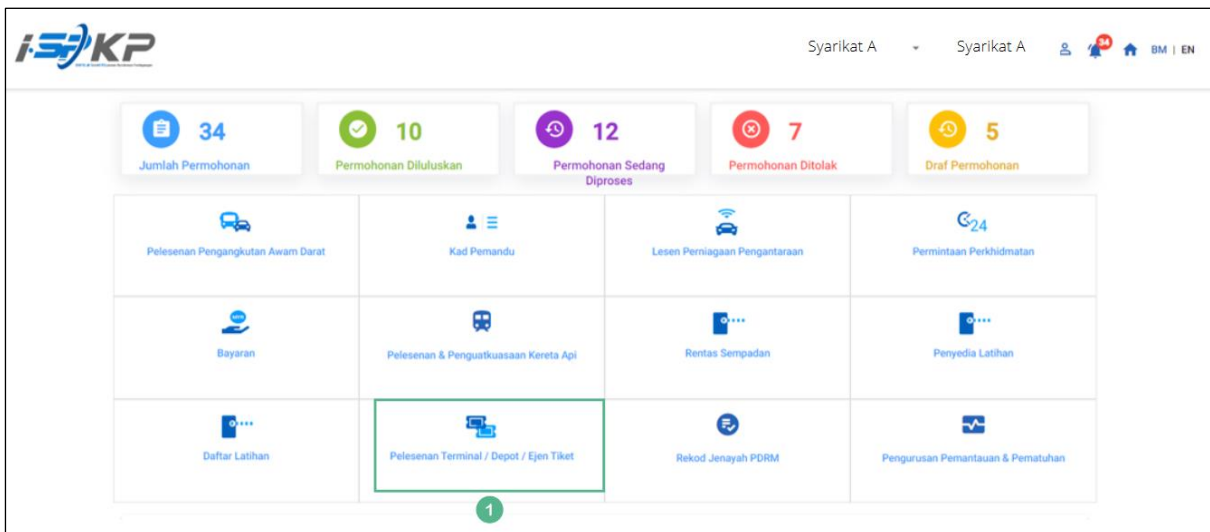 i-SPKP
Syarikat A
Syarikat A
34
BM | EN
34
Jumlah Permohonan
10
Permohonan Diluluskan
12
Permohonan Sedang
Diproses
7
Permohonan Ditolak
5
Draf Permohonan
Pelesenan Pengangkutan Awam Darat
Kad Pemandu
Lesen Perniagaan Pengantaraan
24
Permintaan Perkhidmatan
Bayaran
Pelesenan & Penguatkuasaan Kereta Api
Rentas Sempadan
Penyedia Latihan
Daftar Latihan
Pelesenan Terminal / Depot / Ejen Tiket
Rekod Jenayah PDRM
Pengurusan Pemantauan & Pematuhan
1